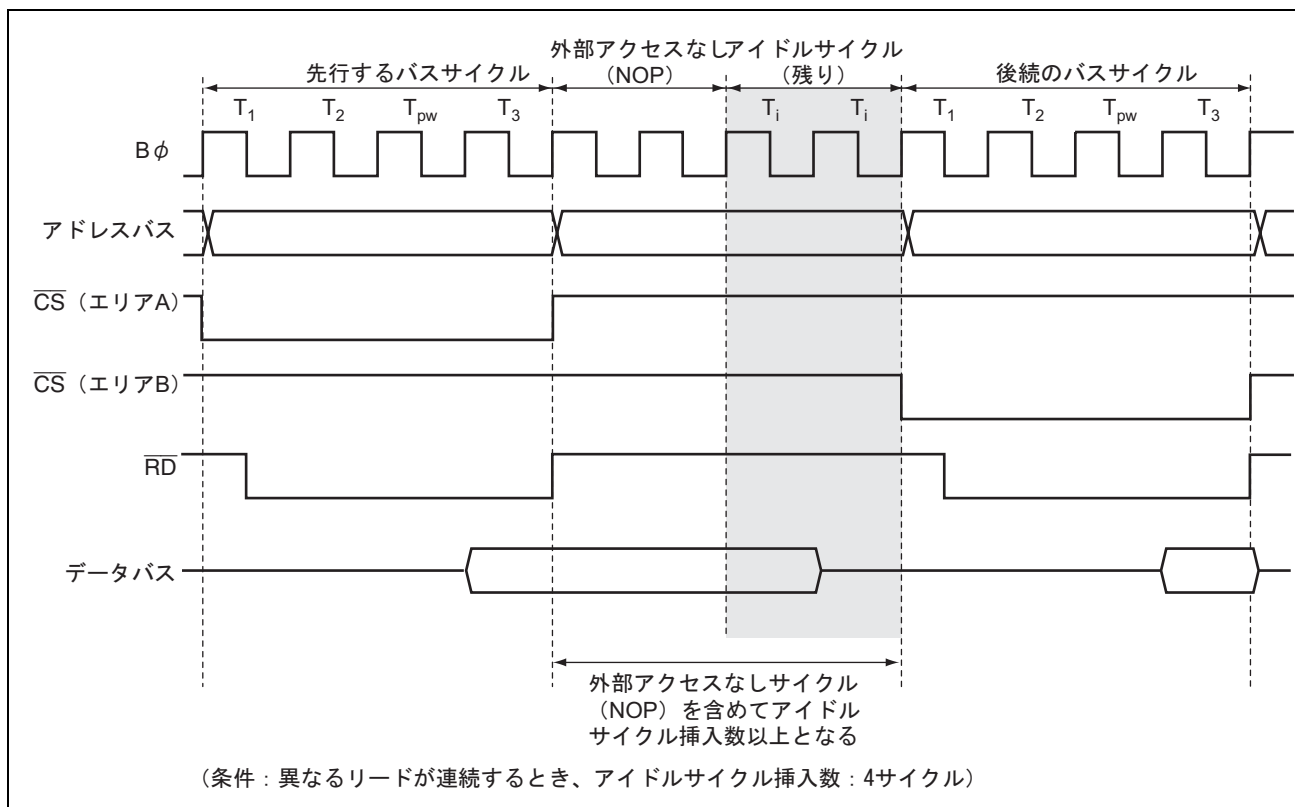 外部アクセスなしアイドルサイクル
先行するバスサイクル (NOP) (残り) 後続のバスサイクル
T1 T2 Tpw T3 Ti Ti T1 T2 Tpw T3
Bφ
アドレスバス
CS（エリアA）
CS（エリアB）
RD
データバス
外部アクセスなしサイクル
（NOP）を含めてアイドル
サイクル挿入数以上となる
（条件：異なるリードが連続するとき、アイドルサイクル挿入数：4サイクル）